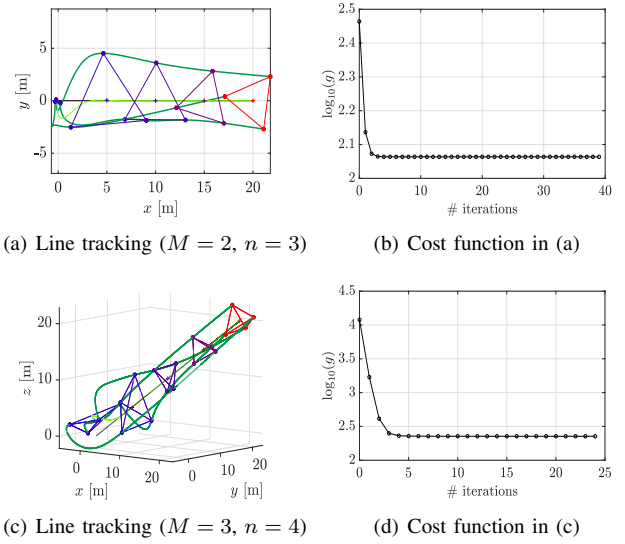 5
0
-5
y [m]
0 5 10 15 20
x [m]
(a) Line tracking (M = 2, n = 3)
2.5
2.4
2.3
2.2
2.1
2
log₁₀(g)
0 10 20 30 40
# iterations
(b) Cost function in (a)
20
10
0
z [m]
0 10 20
x [m]
0 10 20
y [m]
(c) Line tracking (M = 3, n = 4)
4.5
4
3.5
3
2.5
2
log₁₀(g)
0 5 10 15 20 25
# iterations
(d) Cost function in (c)